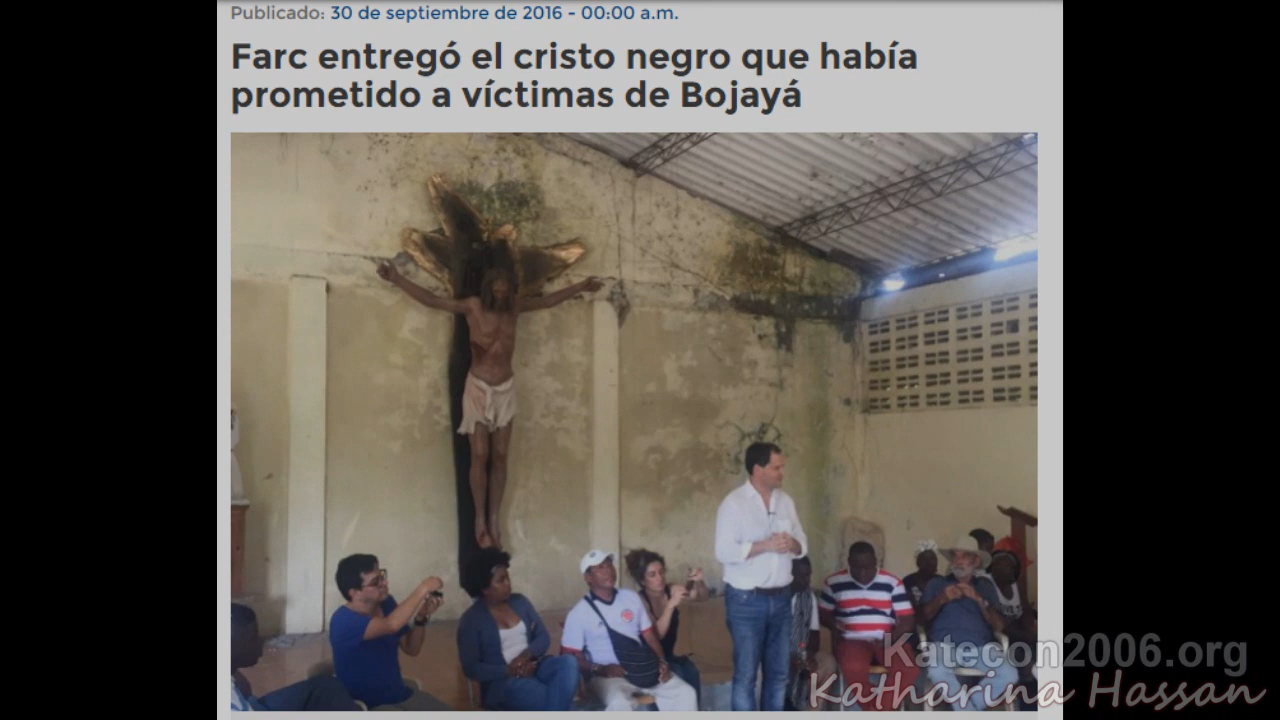 Publicado: 30 de septiembre de 2016 - 00:00 a.m.
Farc entregó el cristo negro que había
prometido a víctimas de Bojayá
Katecon2006.org
Katharina Hassan